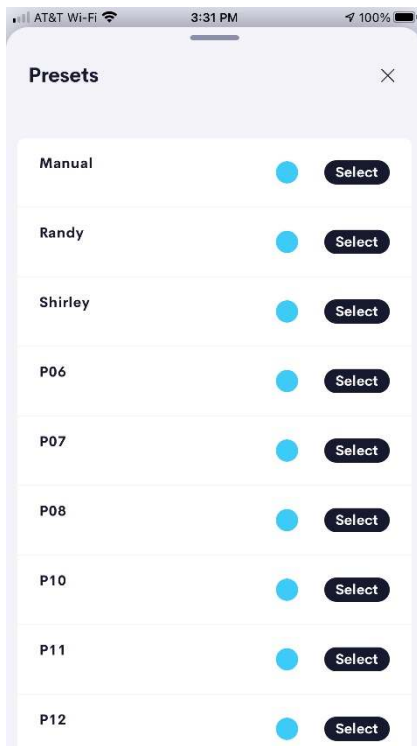 AT&T Wi-Fi 3:31 PM 100%
Presets
Manual Select
Randy Select
Shirley Select
P06 Select
P07 Select
P08 Select
P10 Select
P11 Select
P12 Select